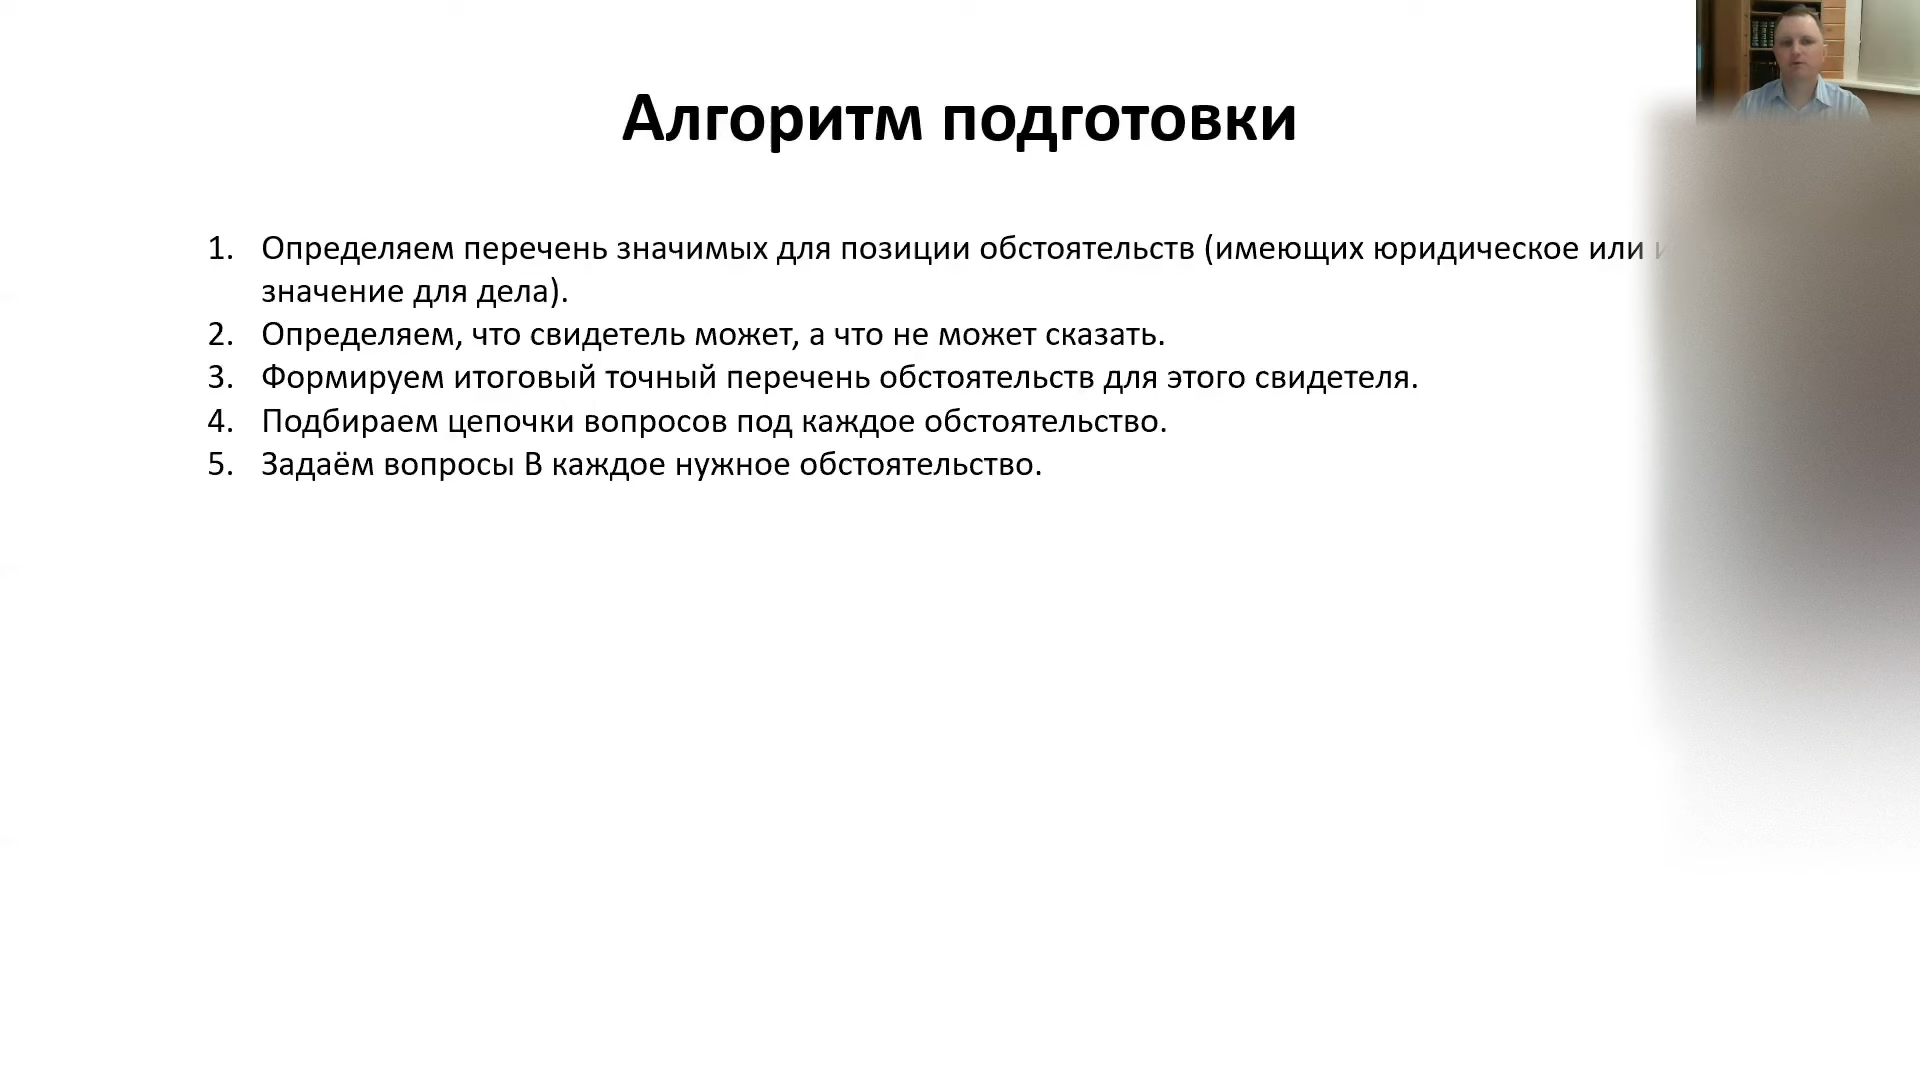 Алгоритм подготовки
1. Определяем перечень значимых для позиции обстоятельств (имеющих юридическое или
значение для дела).
2. Определяем, что свидетель может, а что не может сказать.
3. Формируем итоговый точный перечень обстоятельств для этого свидетеля.
4. Подбираем цепочки вопросов под каждое обстоятельство.
5. Задаём вопросы В каждое нужное обстоятельство.